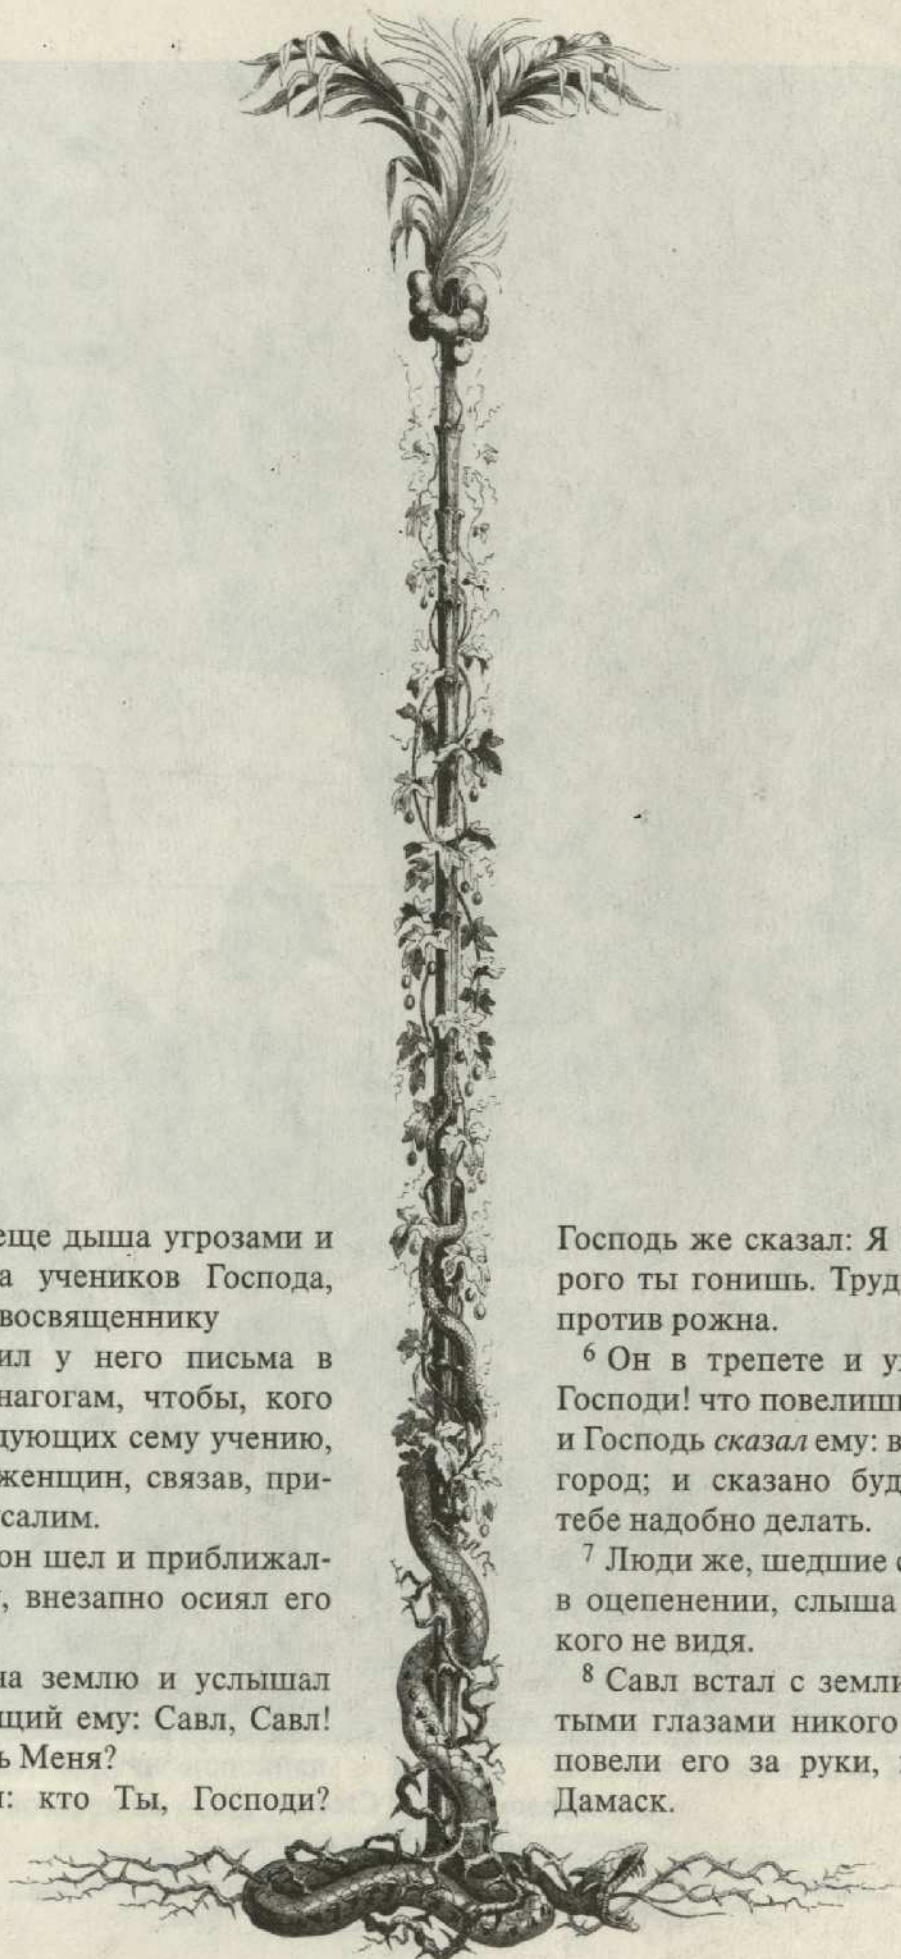 еще дыша угрозами и
а учеников Господа,
восвященнику
ил у него письма в
нагогам, чтобы, кого
дующих сему учению,
женщин, связав, при-
усалим.
он шел и приближал-
, внезапно осиял его
на землю и услышал
щий ему: Савл, Савл!
ь Меня?
: кто Ты, Господи?
Господь же сказал: Я
рого ты гонишь. Труд
против рожна.
6 Он в трепете и у
Господи! что повелиш
и Господь сказал ему: в
город; и сказано буд
тебе надобно делать.
7 Люди же, шедшие с
в оцепенении, слыша
кого не видя.
8 Савл встал с земли
тыми глазами никого
повели его за руки,
Дамаск.